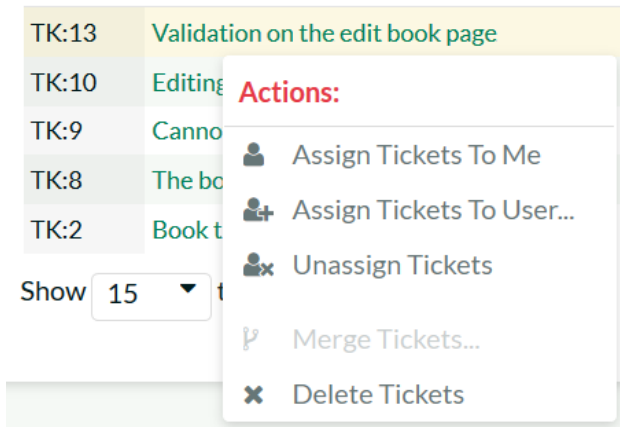 TK:13 Validation on the edit book page
TK:10 Editing
Actions:
TK:9 Canno
Assign Tickets To Me
TK:8 The bo
Assign Tickets To User...
TK:2 Book t
Unassign Tickets
Show 15 t
Merge Tickets...
Delete Tickets